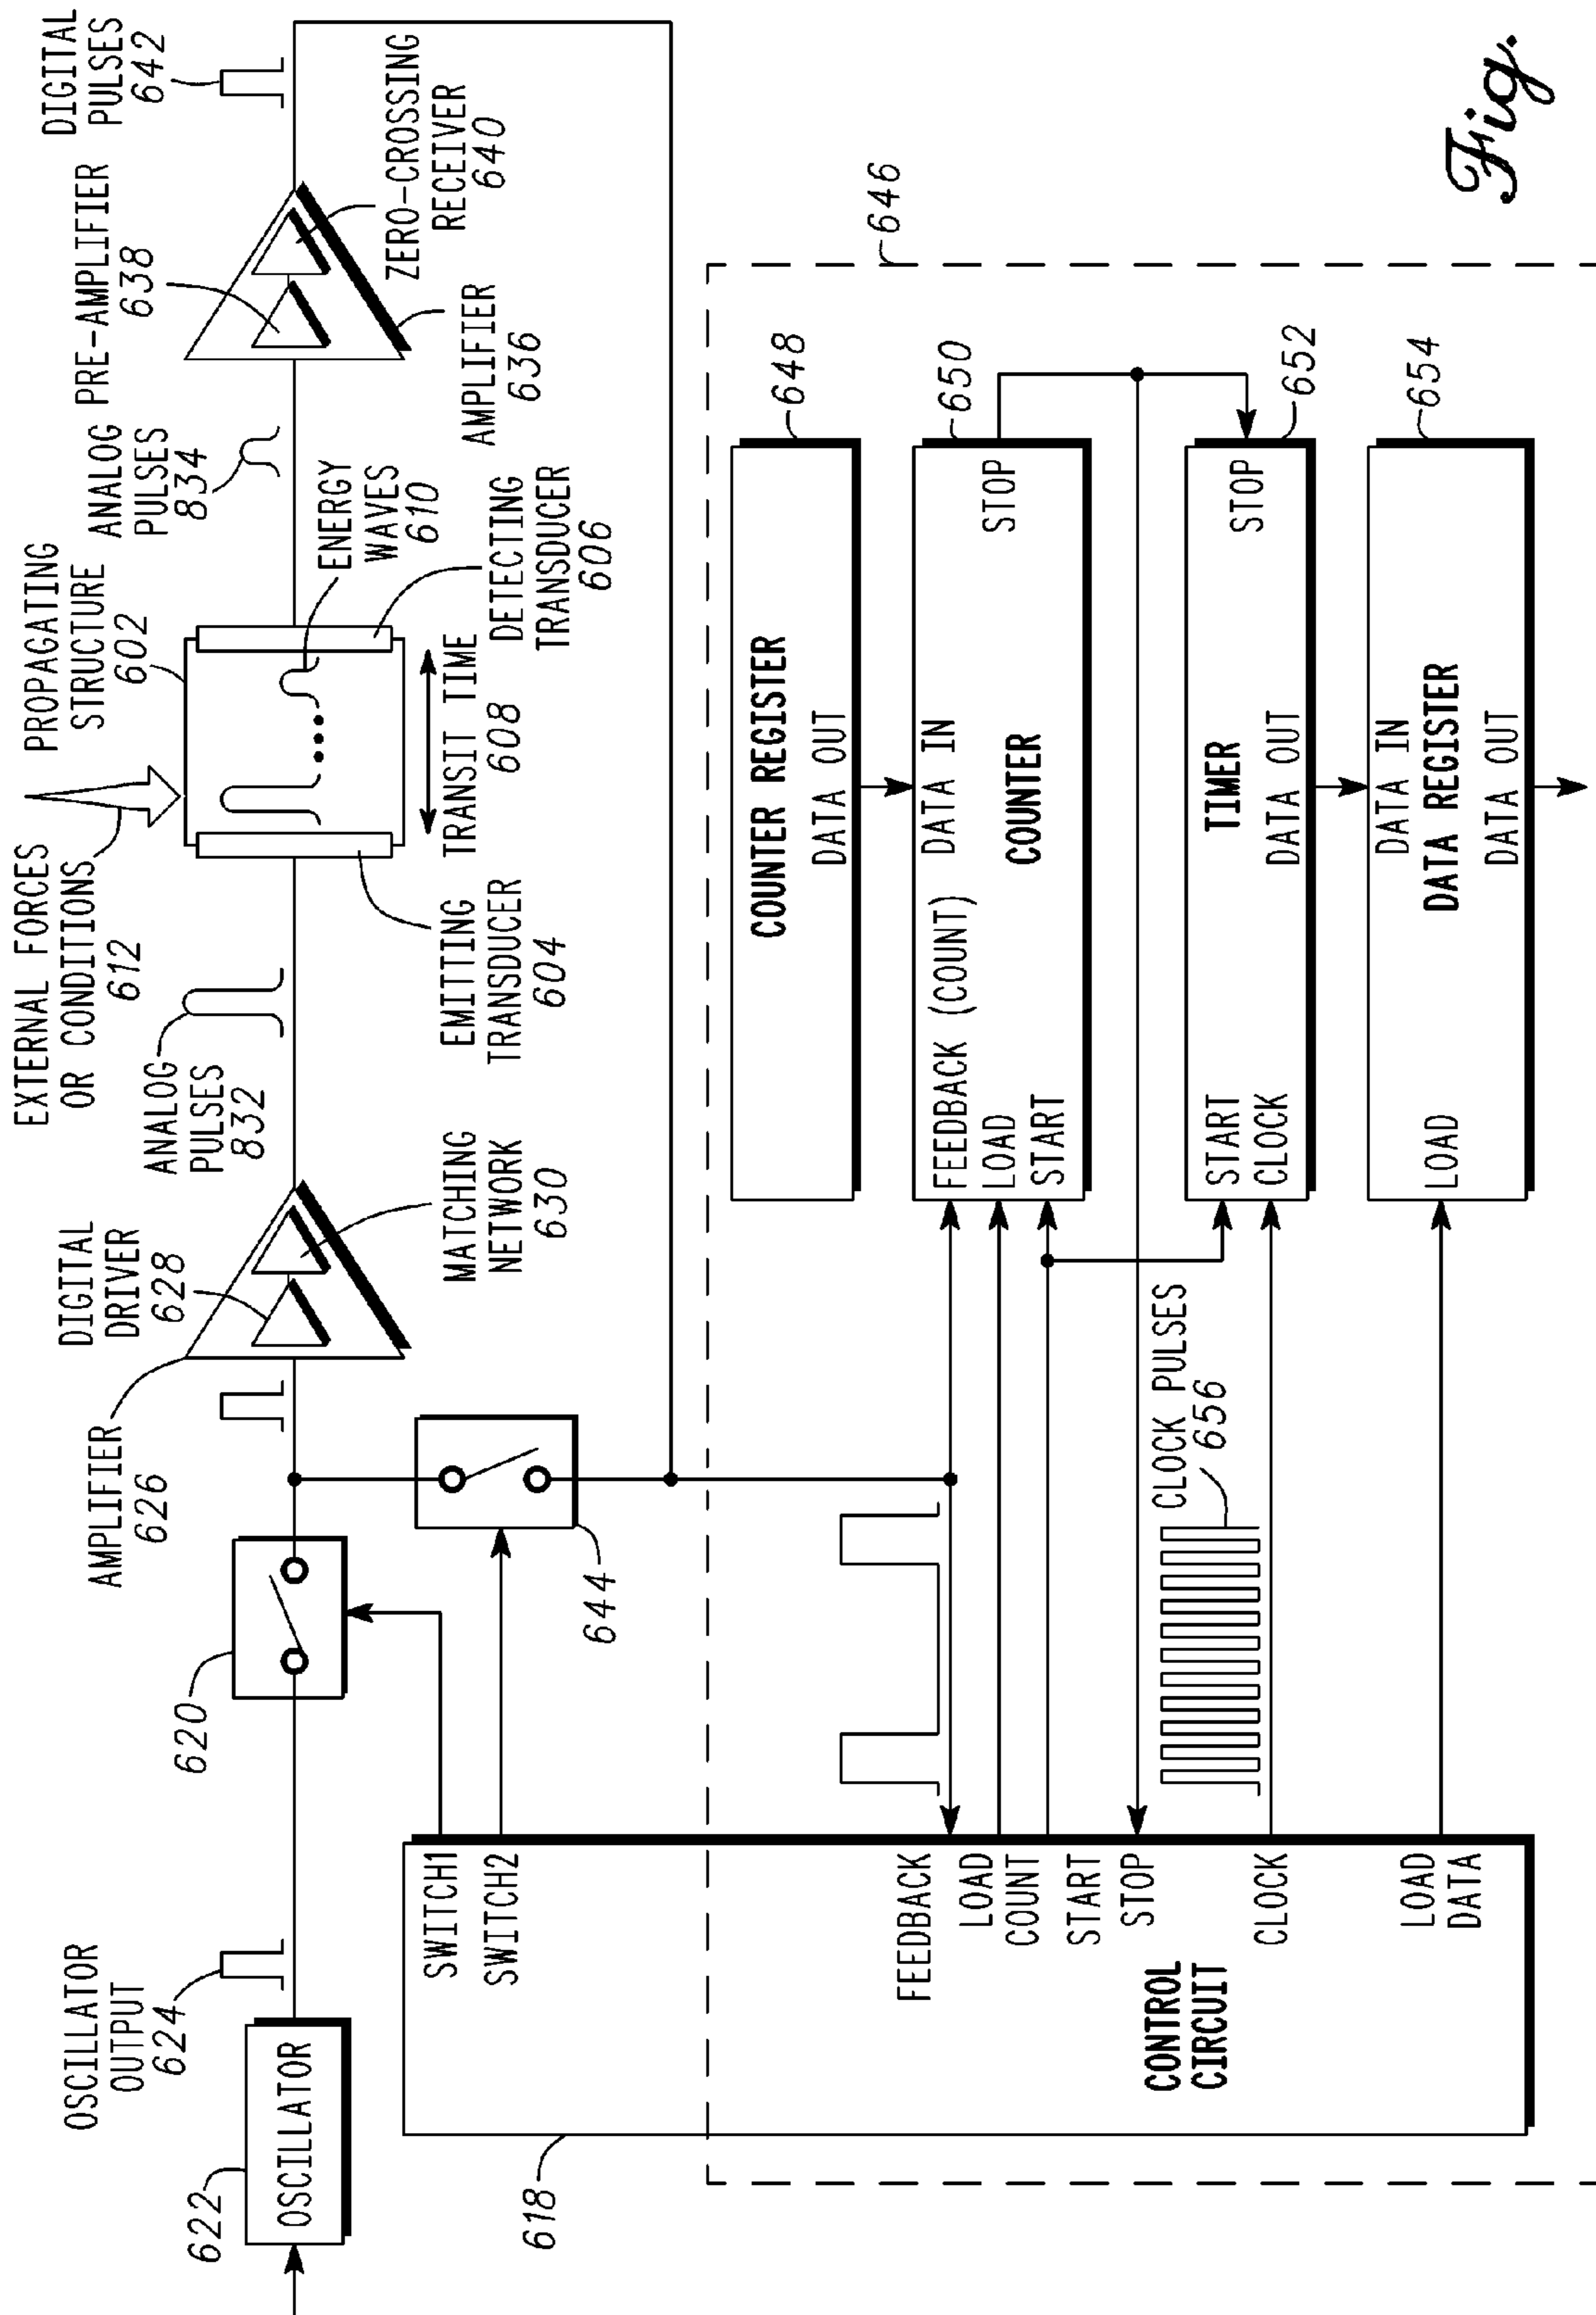 EXTERNAL FORCES
OR CONDITIONS
612
PROPAGATING
STRUCTURE
602
DIGITAL
PULSES
642
OSCILLATOR
OUTPUT
624
DIGITAL
DRIVER
628
ANALOG
PULSES
832
ANALOG
PULSES
834
PRE-AMPLIFIER
638
622
OSCILLATOR
620
AMPLIFIER
626
MATCHING
NETWORK
630
EMITTING
TRANSDUCER
604
TRANSIT TIME
608
ENERGY
WAVES
610
DETECTING
TRANSDUCER
606
AMPLIFIER
636
ZERO-CROSSING
RECEIVER
640
644
618
SWITCH1
SWITCH2
FEEDBACK
LOAD
COUNT
START
STOP
CLOCK
LOAD
DATA
CONTROL
CIRCUIT
CLOCK PULSES
656
646
COUNTER REGISTER
DATA OUT
648
FEEDBACK (COUNT)
LOAD
START
DATA IN
COUNTER
STOP
650
START
CLOCK
TIMER
DATA OUT
STOP
652
LOAD
DATA IN
DATA REGISTER
DATA OUT
654
Fig.